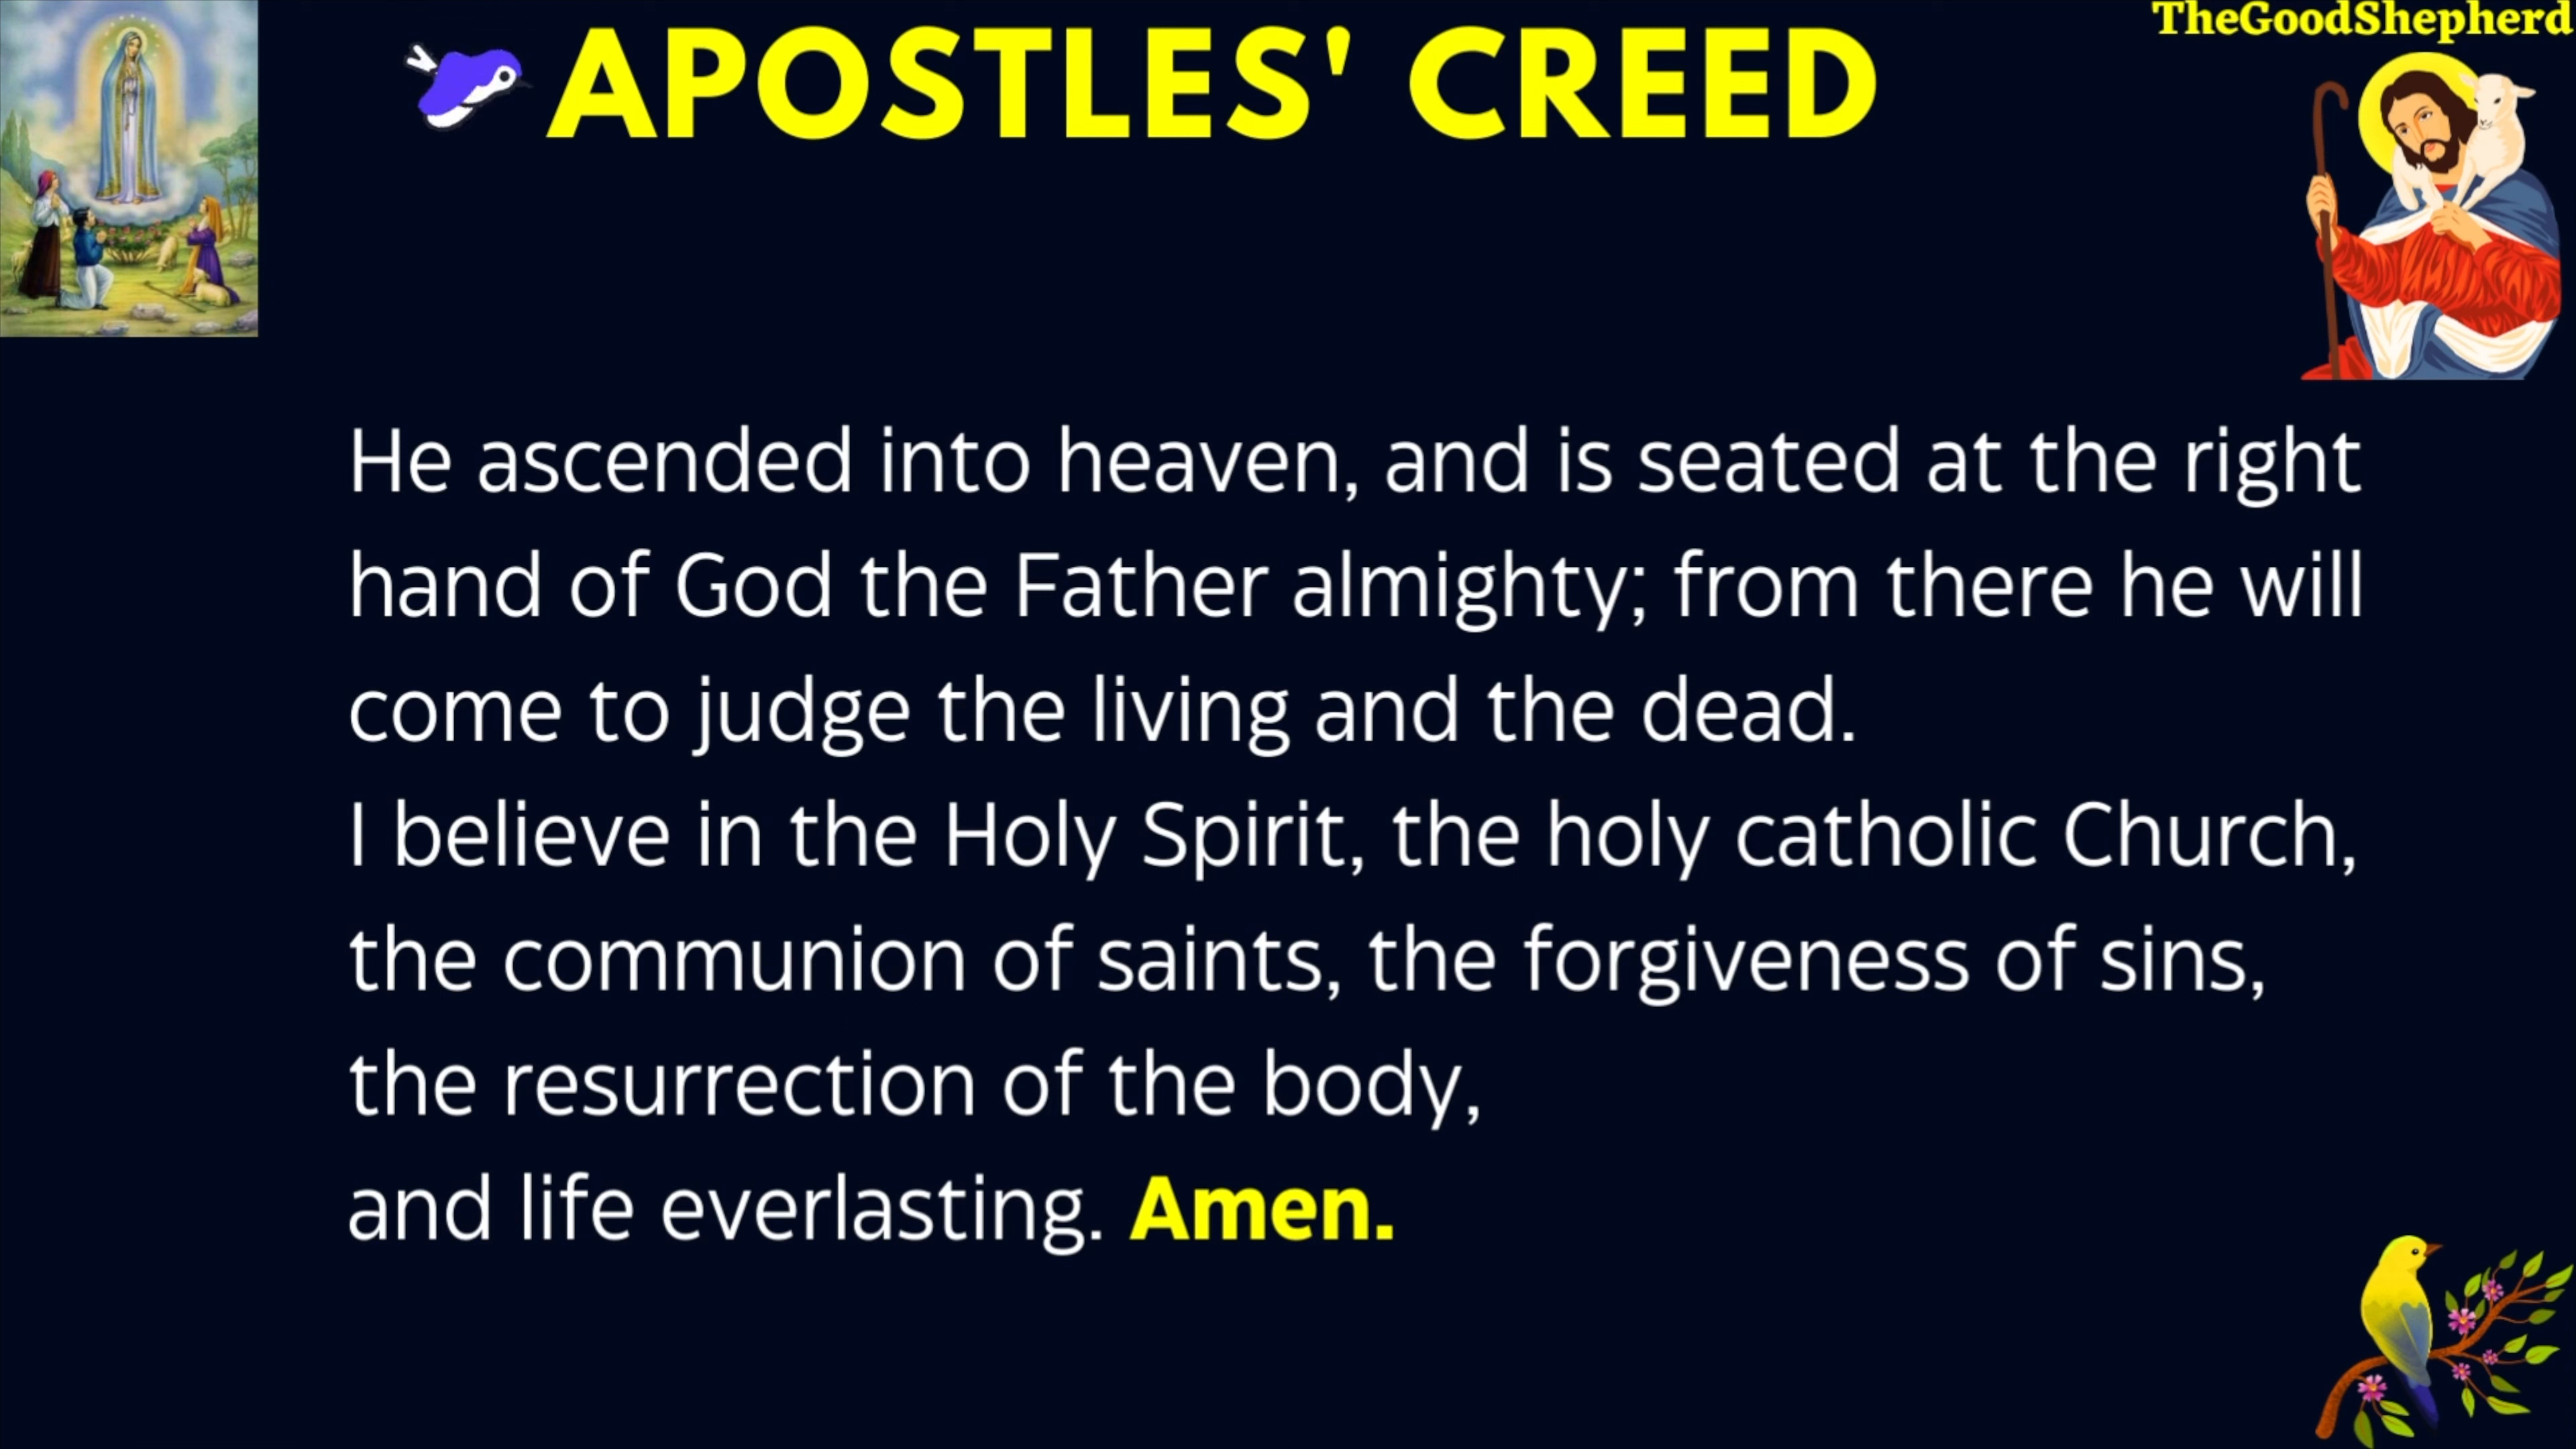 TheGoodShepherd
APOSTLES' CREED
He ascended into heaven, and is seated at the right
hand of God the Father almighty; from there he will
come to judge the living and the dead.
I believe in the Holy Spirit, the holy catholic Church,
the communion of saints, the forgiveness of sins,
the resurrection of the body,
and life everlasting. Amen.